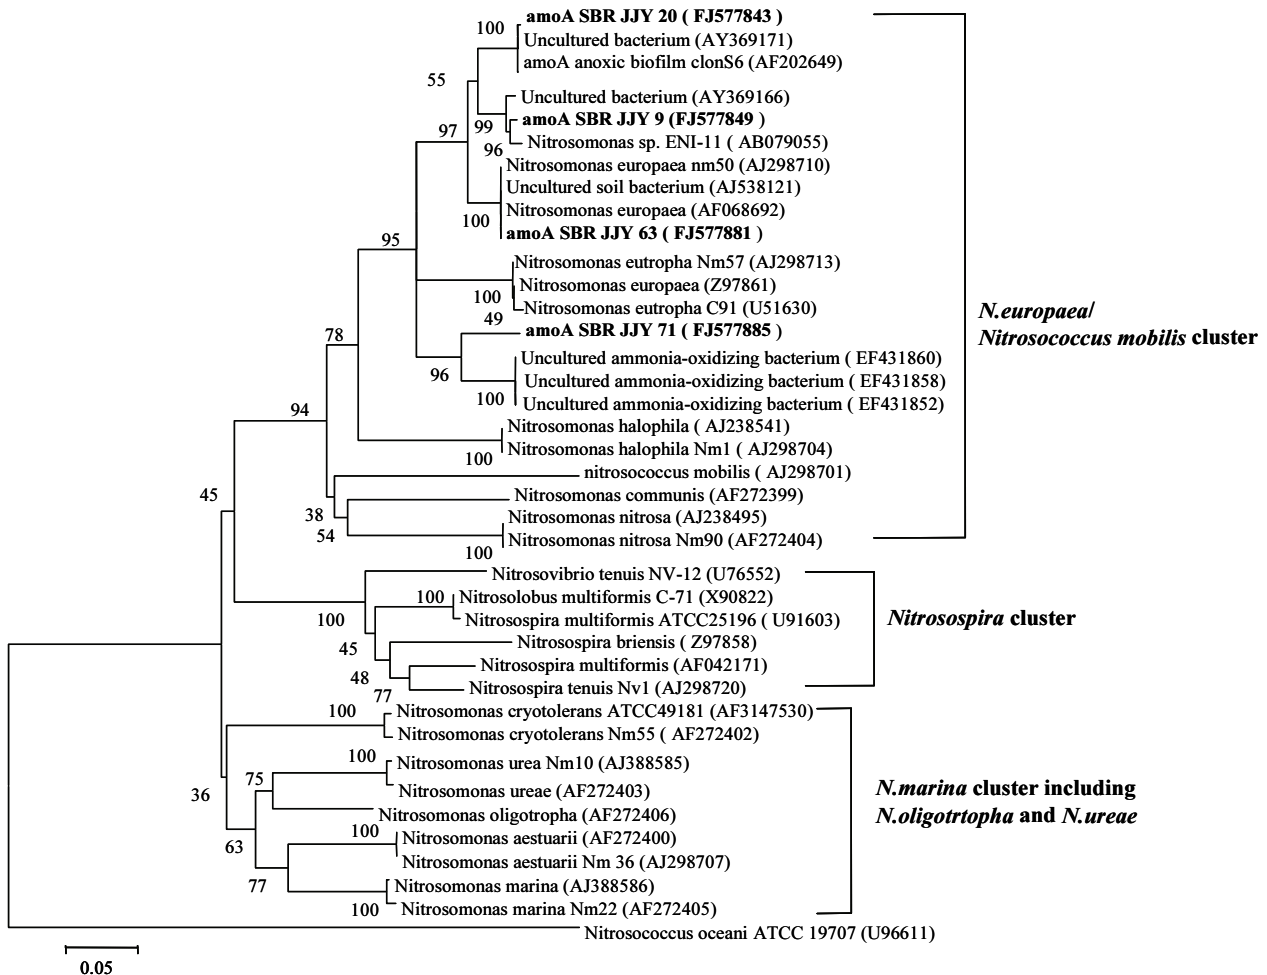 amoA SBR JJY 20 ( FJ577843 )
100
Uncultured bacterium (AY369171)
amoA anoxic biofilm clonS6 (AF202649)
55
Uncultured bacterium (AY369166)
97
99
amoA SBR JJY 9 (FJ577849 )
96
Nitrosomonas sp. ENI-11 ( AB079055)
Nitrosomonas europaea nm50 (AJ298710)
Uncultured soil bacterium (AJ538121)
Nitrosomonas europaea (AF068692)
100
amoA SBR JJY 63 ( FJ577881 )
95
Nitrosomonas eutropha Nm57 (AJ298713)
Nitrosomonas europaea (Z97861)
100
Nitrosomonas eutropha C91 (U51630)
49
amoA SBR JJY 71 ( FJ577885 )
78
Uncultured ammonia-oxidizing bacterium ( EF431860)
96
Uncultured ammonia-oxidizing bacterium ( EF431858)
100
Uncultured ammonia-oxidizing bacterium ( EF431852)
94
Nitrosomonas halophila ( AJ238541)
Nitrosomonas halophila Nm1 ( AJ298704)
100
nitrosococcus mobilis ( AJ298701)
45
Nitrosomonas communis (AF272399)
38
Nitrosomonas nitrosa (AJ238495)
54
Nitrosomonas nitrosa Nm90 (AF272404)
100
N.europaea/
Nitrosococcus mobilis cluster
Nitrosovibrio tenuis NV-12 (U76552)
100
Nitrosolobus multiformis C-71 (X90822)
100
Nitrosospira multiformis ATCC25196 ( U91603)
45
Nitrosospira briensis ( Z97858)
Nitrosospira multiformis (AF042171)
48
Nitrosospira tenuis Nv1 (AJ298720)
77
Nitrosospira cluster
100
Nitrosomonas cryotolerans ATCC49181 (AF3147530)
Nitrosomonas cryotolerans Nm55 ( AF272402)
100
Nitrosomonas urea Nm10 (AJ388585)
75
36
Nitrosomonas ureae (AF272403)
Nitrosomonas oligotropha (AF272406)
100
Nitrosomonas aestuarii (AF272400)
63
Nitrosomonas aestuarii Nm 36 (AJ298707)
77
Nitrosomonas marina (AJ388586)
100
Nitrosomonas marina Nm22 (AF272405)
N.marina cluster including
N.oligotrtopha and N.ureae
Nitrosococcus oceani ATCC 19707 (U96611)
0.05